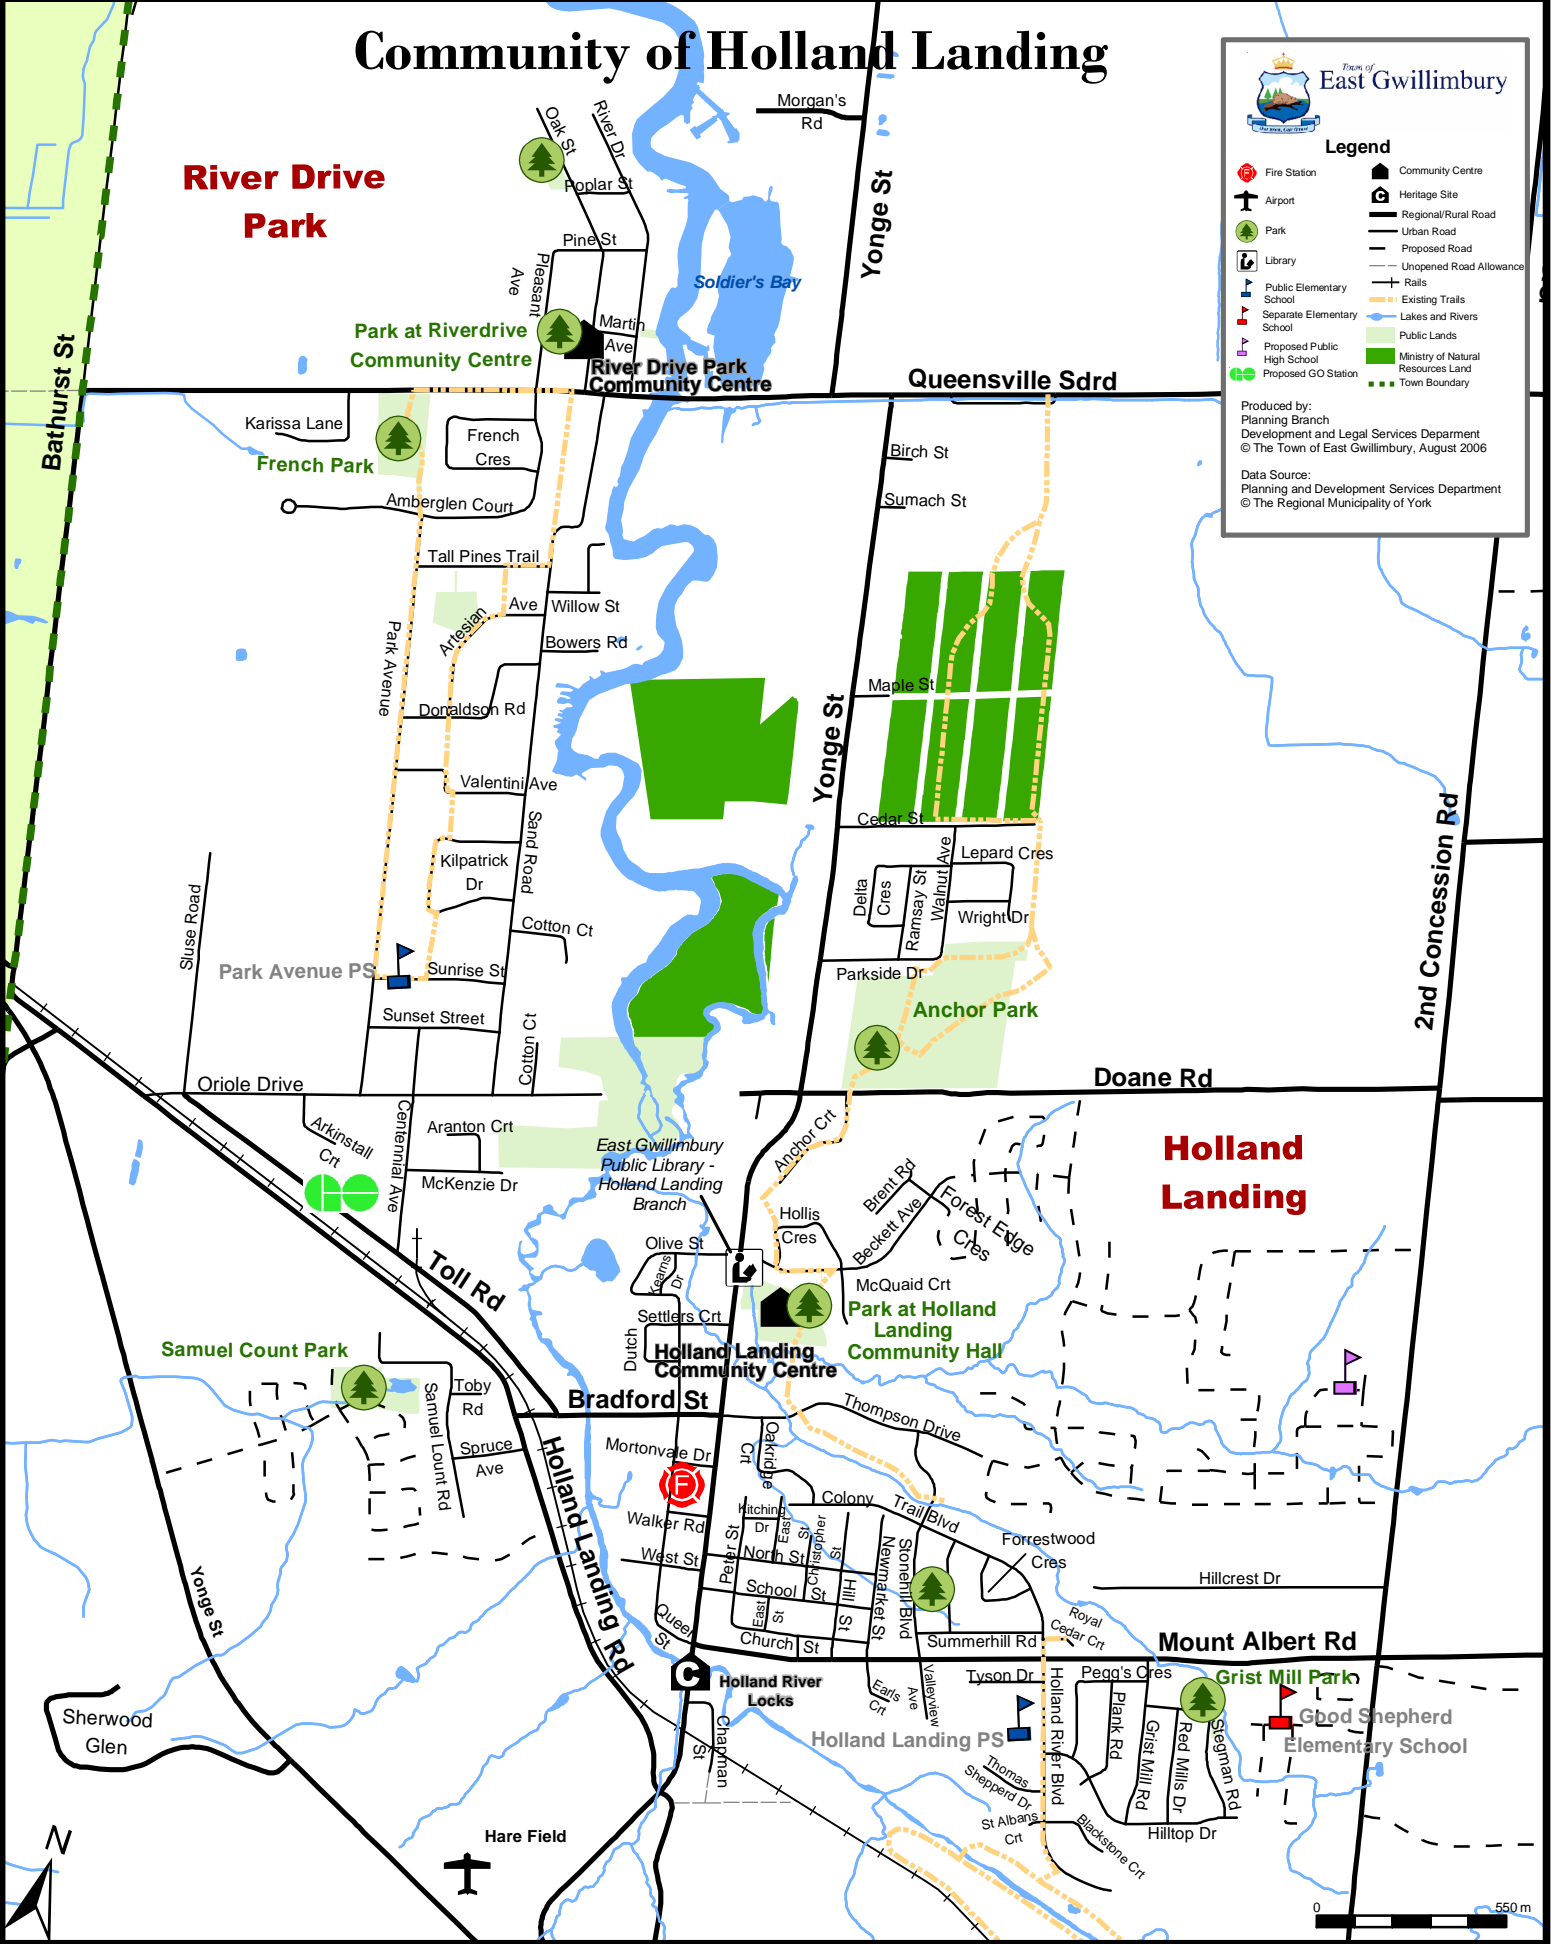 Community of Holland Landing
Town of
East Gwillimbury
Our town, Our future
Legend
Fire Station
Airport
Park
Library
Public Elementary
School
Separate Elementary
School
Proposed Public
High School
Proposed GO Station
Community Centre
Heritage Site
Regional/Rural Road
Urban Road
Proposed Road
Unopened Road Allowance
Rails
Existing Trails
Lakes and Rivers
Public Lands
Ministry of Natural
Resources Land
Town Boundary
Produced by:
Planning Branch
Development and Legal Services Deparment
© The Town of East Gwillimbury, August 2006
Data Source:
Planning and Development Services Department
© The Regional Municipality of York
Morgan's
Rd
Oak St
River Dr
River Drive
Park
Poplar St
Yonge St
Pine St
Pleasant
Ave
Soldier's Bay
Martin
Ave
Park at Riverdrive
Community Centre
River Drive Park
Community Centre
Bathurst St
Queensville Sdrd
Karissa Lane
French
Cres
French Park
Birch St
Amberglen Court
Sumach St
Tall Pines Trail
Artesian
Ave
Willow St
Bowers Rd
Park Avenue
Maple St
Donaldson Rd
Yonge St
Valentini Ave
Sand Road
Cedar St
2nd Concession Rd
Kilpatrick
Dr
Lepard Cres
Delta
Cres
Ramsay St
Walnut Ave
Wright Dr
Sluse Road
Cotton Ct
Park Avenue PS
Sunrise St
Parkside Dr
Anchor Park
Sunset Street
Cotton Ct
Oriole Drive
Doane Rd
Arkinstall
Crt
Centennial Ave
Aranton Crt
McKenzie Dr
East Gwillimbury
Public Library -
Holland Landing
Branch
Anchor Crt
Holland
Landing
Brent Rd
Beckett Ave
Forest Edge
Cres
Hollis
Cres
Olive St
Kearns
Dr
Toll Rd
McQuaid Crt
Settlers Crt
Dutch
Park at Holland
Landing
Community Hall
Holland Landing
Community Centre
Samuel Count Park
Toby
Rd
Samuel Lount Rd
Spruce
Ave
Bradford St
Thompson Drive
Mortonvale Dr
Oakridge
Crt
F
Holland Landing Rd
Colony
Trail Blvd
Kitching
Dr
East
St
Christopher
St
Walker Rd
West St
Peter St
North St
School
St
Hill
St
Newmarket St
Stonehill Blvd
Forrestwood
Cres
Hillcrest Dr
Yonge St
Queen
St
East
St
Church
St
Summerhill Rd
Royal
Cedar Crt
Mount Albert Rd
C
Holland River
Locks
Earls
Crt
Valleyview
Ave
Tyson Dr
Pegg's Cres
Grist Mill Park
Good Shepherd
Elementary School
Holland Landing PS
Holland River Blvd
Plank Rd
Grist Mill Rd
Red Mills Dr
Stegman Rd
Sherwood
Glen
Chapman
St
Thomas
Shepperd Dr
St Albans
Crt
Blackstone Crt
Hilltop Dr
Hare Field
N
0
550 m